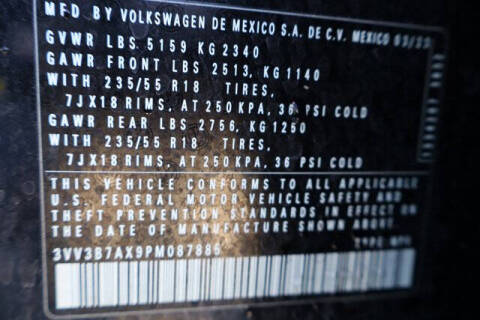 MFD BY VOLKSWAGEN DE MEXICO S.A. DE C.V. MEXICO 03/23
GVWR LBS 5159 KG 2340
GAWR FRONT LBS 2513, KG 1140
WITH 235/55 R18 TIRES,
7JX18 RIMS, AT 250 KPA, 36 PSI COLD
GAWR REAR LBS 2756, KG 1250
WITH 235/55 R18 TIRES,
7JX18 RIMS, AT 250 KPA, 36 PSI COLD
THIS VEHICLE CONFORMS TO ALL APPLICABLE
U.S. FEDERAL MOTOR VEHICLE SAFETY AND
THEFT PREVENTION STANDARDS IN EFFECT ON
THE DATE OF MANUFACTURE SHOWN ABOVE.
3VV3B7AX9PM087886 TYPE